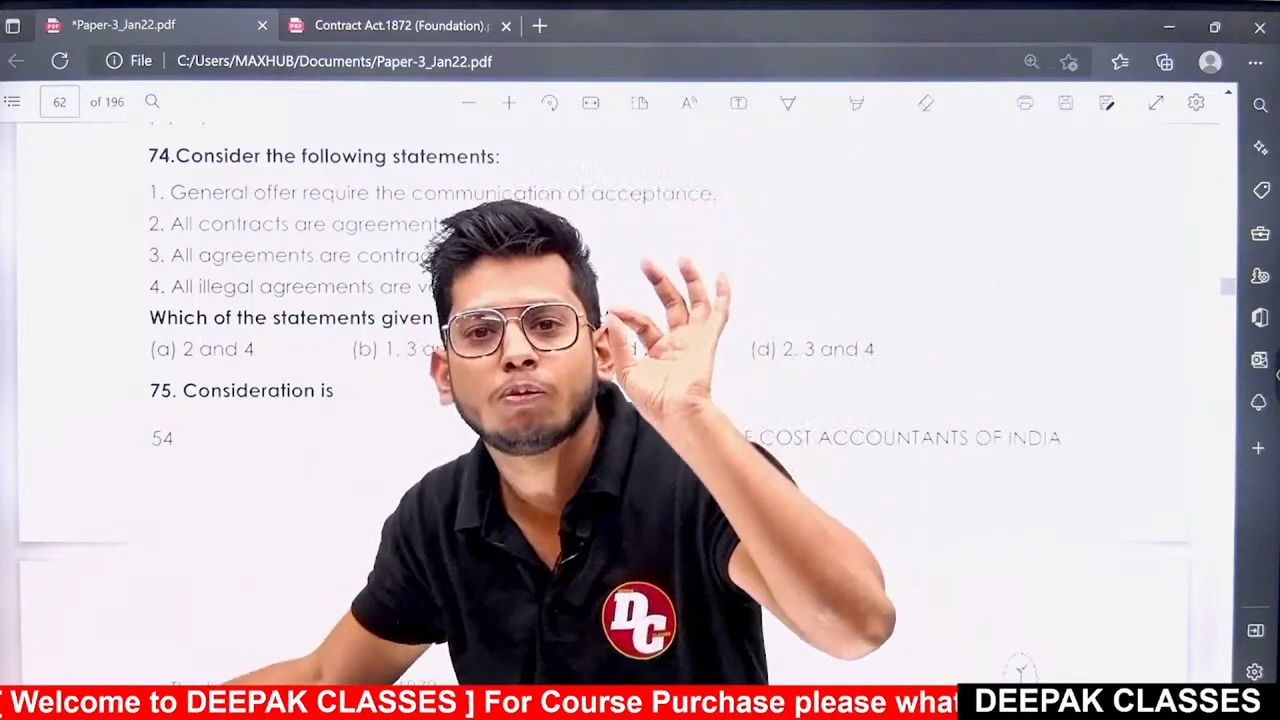 *Paper-3_Jan22.pdf
Contract Act.1872 (Foundation).p
File C:/Users/MAXHUB/Documents/Paper-3_Jan22.pdf
62 of 196
74.Consider the following statements:
1. General offer require the communication of acceptance.
2. All contracts are agreement
3. All agreements are contrac
4. All illegal agreements are v
Which of the statements given
(a) 2 and 4 (b) 1, 3 (d) 2, 3 and 4
75. Consideration is
54 COST ACCOUNTANTS OF INDIA
DC
[ Welcome to DEEPAK CLASSES ] For Course Purchase please what
DEEPAK CLASSES